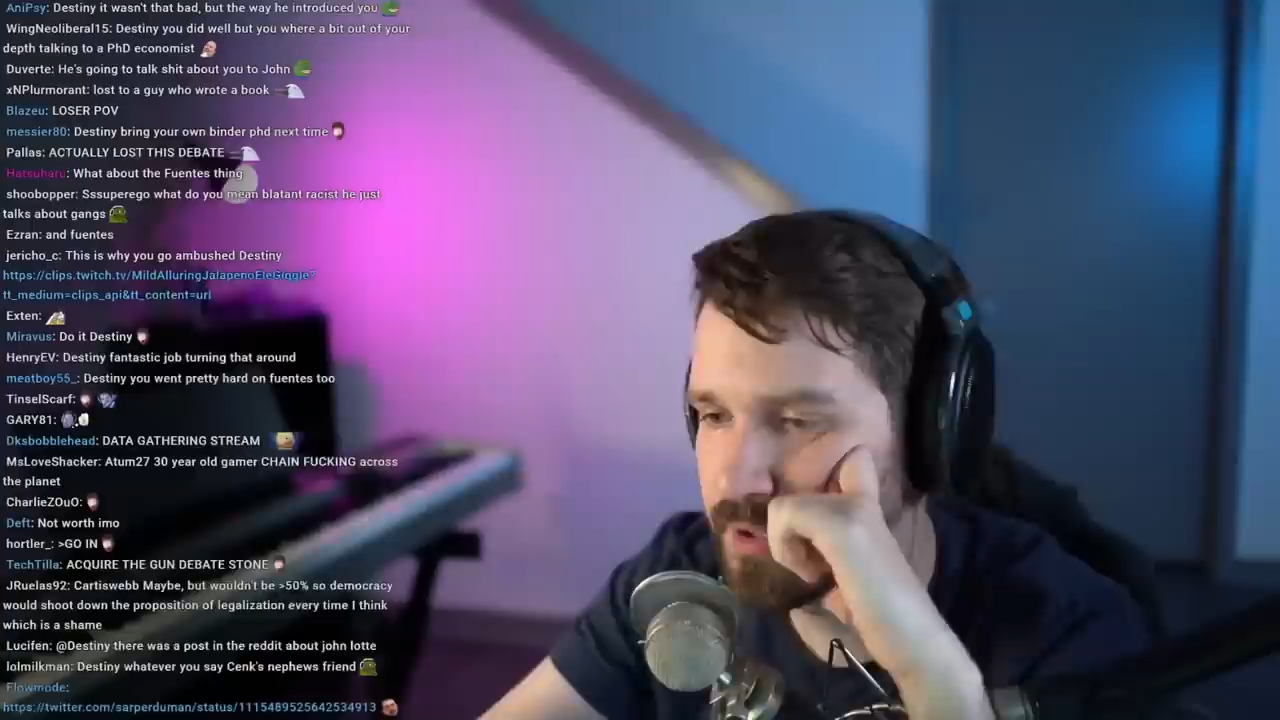 AniPsy: Destiny it wasn't that bad, but the way he introduced you
WingNeoliberal15: Destiny you did well but you where a bit out of your
depth talking to a PhD economist
Duverte: He's going to talk shit about you to John
xNPlurmorant: lost to a guy who wrote a book
Blazeu: LOSER POV
messier80: Destiny bring your own binder phd next time
Pallas: ACTUALLY LOST THIS DEBATE
Hatsuharu: What about the Fuentes thing
shoobopper: Sssuperego what do you mean blatant racist he just
talks about gangs
Ezran: and fuentes
jericho_c: This is why you go ambushed Destiny
https://clips.twitch.tv/MildAlluringJalapenoEleGiggle?
tt_medium=clips_api&tt_content=url
Exten:
Miravus: Do it Destiny
HenryEV: Destiny fantastic job turning that around
meatboy55_: Destiny you went pretty hard on fuentes too
TinselScarf:
GARY81:
Dksbobblehead: DATA GATHERING STREAM
MsLoveShacker: Atum27 30 year old gamer CHAIN FUCKING across
the planet
CharlieZOuO:
Deft: Not worth imo
hortler_: >GO IN
TechTilla: ACQUIRE THE GUN DEBATE STONE
JRuelas92: Cartiswebb Maybe, but wouldn't be >50% so democracy
would shoot down the proposition of legalization every time I think
which is a shame
Lucifen: @Destiny there was a post in the reddit about john lotte
lolmilkman: Destiny whatever you say Cenk's nephews friend
Flowmode:
https://twitter.com/sarperduman/status/1115489525642534913